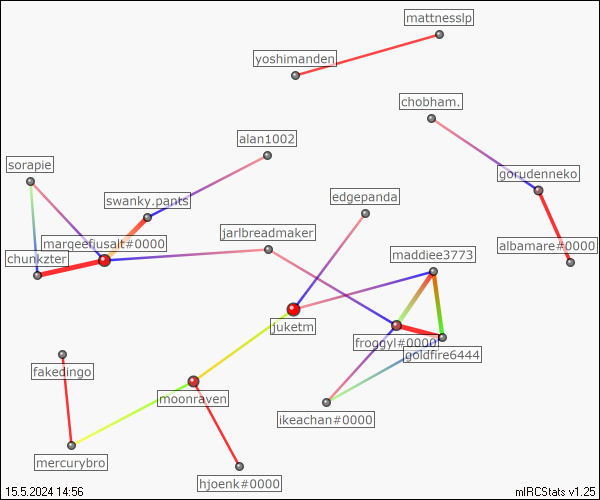 mattnesslp
yoshimanden
chobham.
alan1002
sorapie
gorudenneko
swanky.pants
edgepanda
jarlbreadmaker
marqeefiusalt#0000
albamare#0000
chunkzter
maddiee3773
juketm
froggyl#0000
goldfire6444
fakedingo
moonraven
ikeachan#0000
mercurybro
hjoenk#0000
15.5.2024 14:56
mIRCStats v1.25